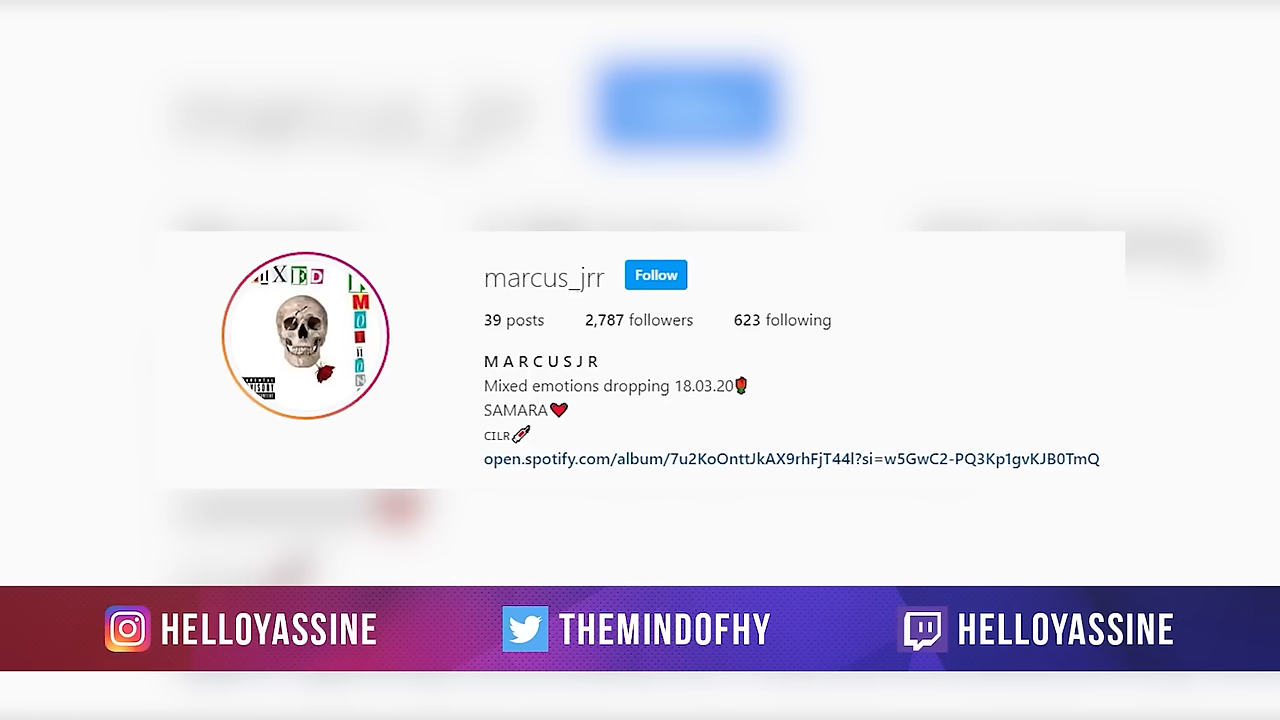 marcus_jrr Follow
39 posts 2,787 followers 623 following
M A R C U S J R
Mixed emotions dropping 18.03.20🌹
SAMARA❤️
CILR
open.spotify.com/album/7u2KoOnttJkAX9rhFjT44l?si=w5GwC2-PQ3Kp1gvKJB0TmQ
HELLOYASSINE THEMINDOFHY HELLOYASSINE